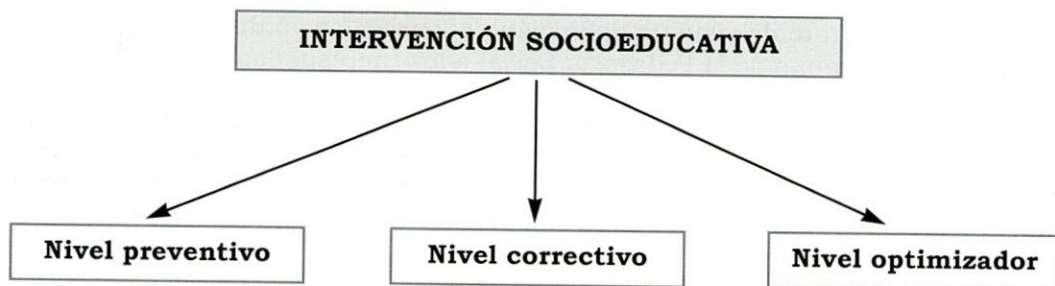 INTERVENCIÓN SOCIOEDUCATIVA
Nivel preventivo
Nivel correctivo
Nivel optimizador